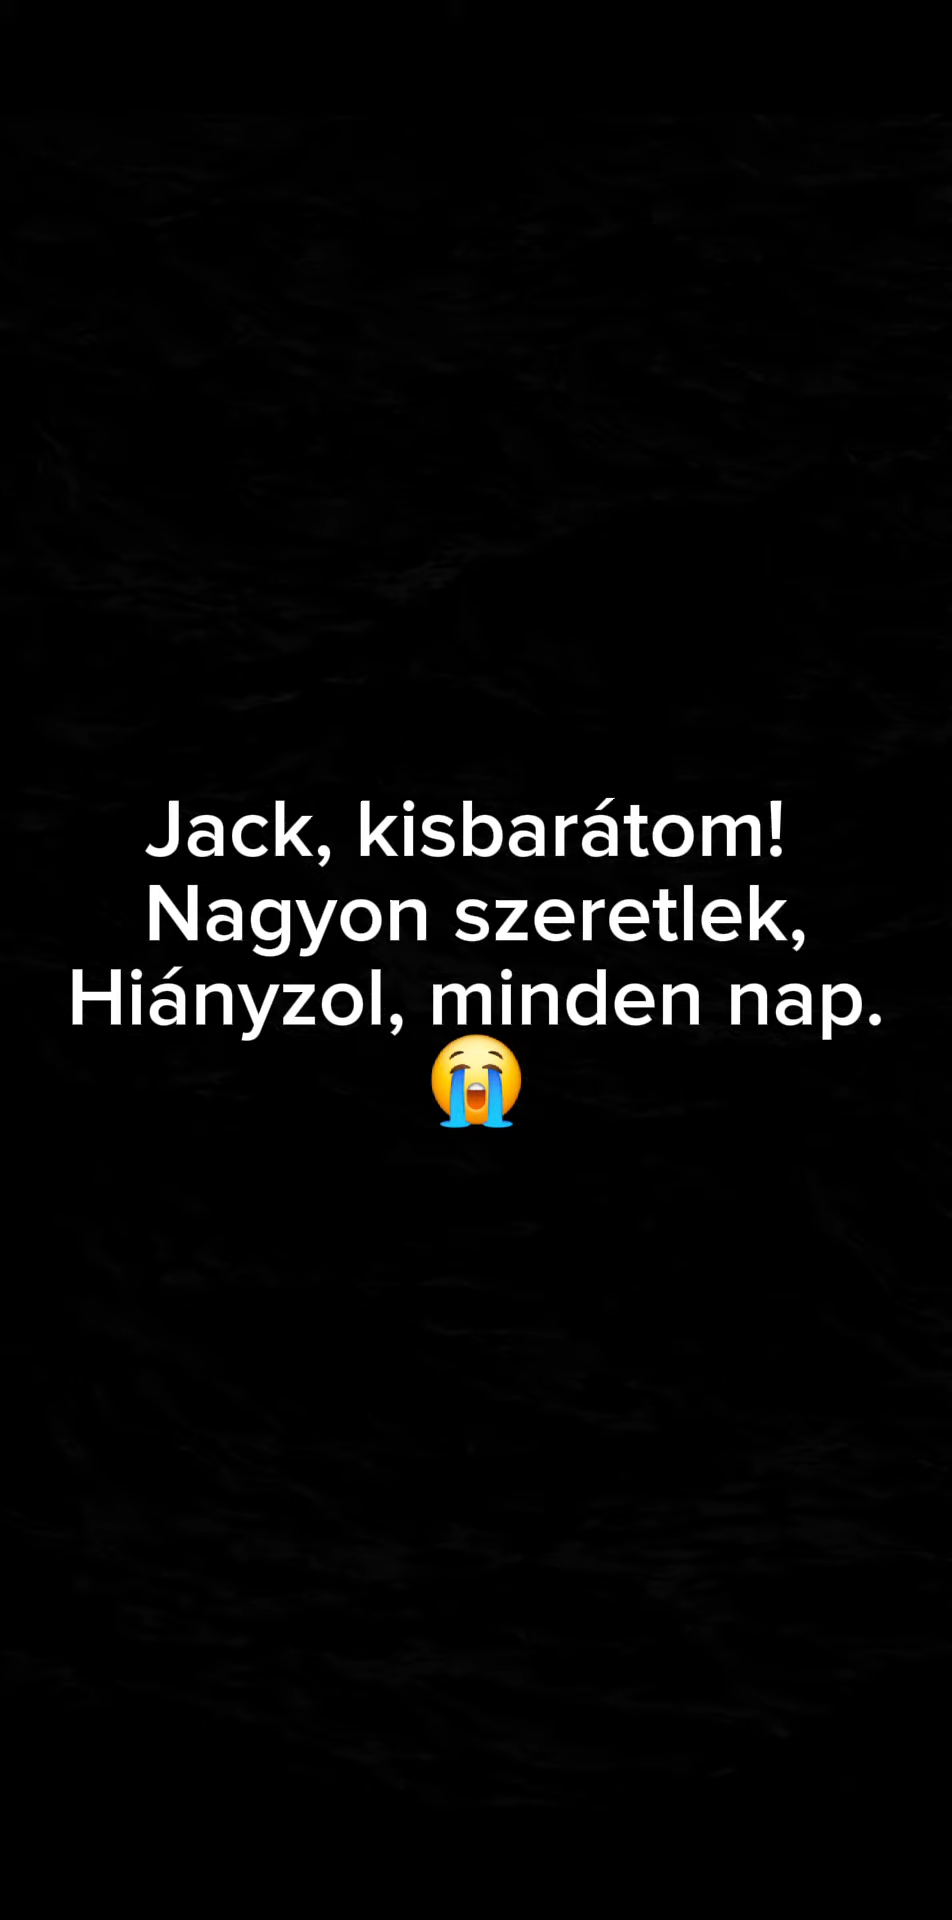 Jack, kisbarátom!
Nagyon szeretlek,
Hiányzol, minden nap.
😭